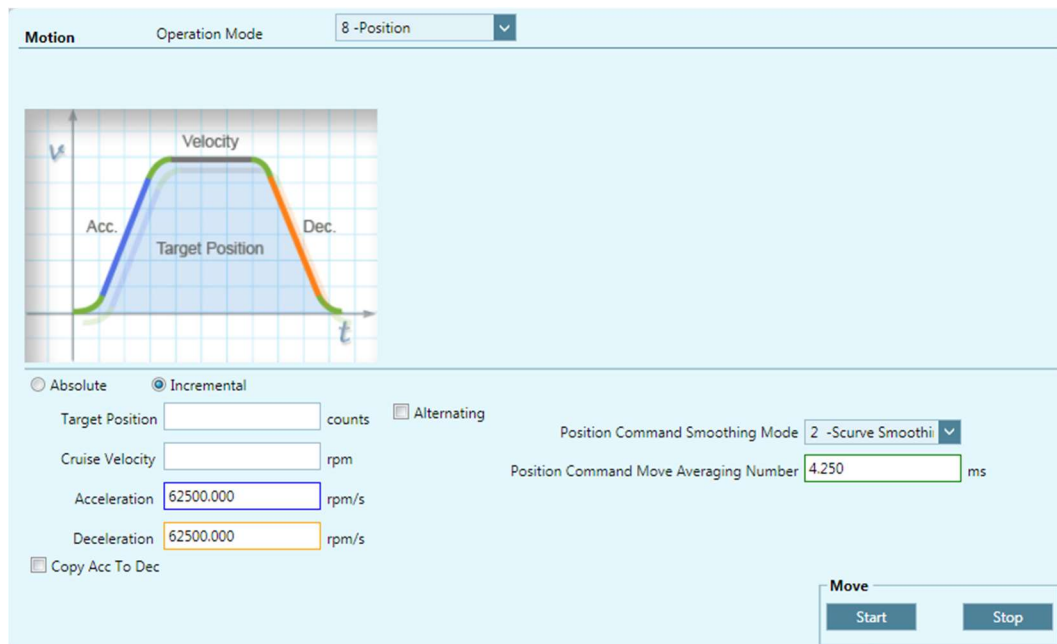 Motion Operation Mode 8 -Position
v
Velocity
Acc.
Dec.
Target Position
t
Absolute Incremental
Target Position counts Alternating
Position Command Smoothing Mode 2 -Scurve Smoothi
Cruise Velocity rpm
Position Command Move Averaging Number 4.250 ms
Acceleration 62500.000 rpm/s
Deceleration 62500.000 rpm/s
Copy Acc To Dec
Move
Start Stop